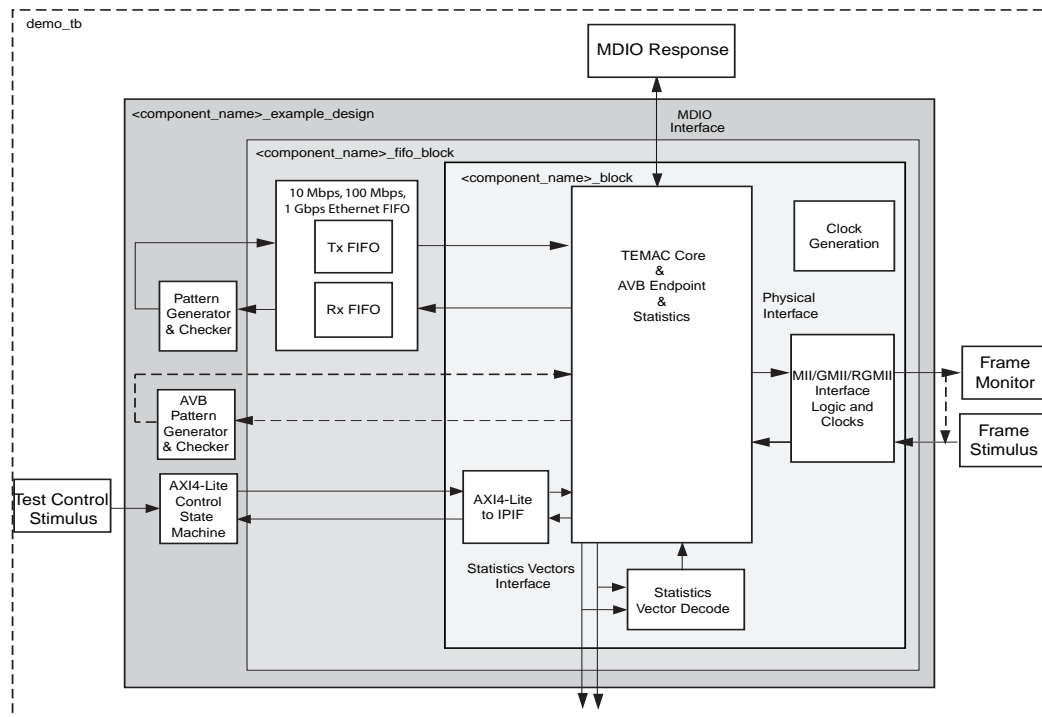 demo_tb
MDIO Response
<component_name>_example_design
MDIO
Interface
<component_name>_fifo_block
<component_name>_block
10 Mbps, 100 Mbps,
1 Gbps Ethernet FIFO
Tx FIFO
Rx FIFO
Pattern
Generator
& Checker
TEMAC Core
&
AVB Endpoint
&
Statistics
Clock
Generation
Physical
Interface
MII/GMII/RGMII
Interface
Logic and
Clocks
Frame
Monitor
Frame
Stimulus
AVB
Pattern
Generator
& Checker
Test Control
Stimulus
AXI4-Lite
Control
State
Machine
AXI4-Lite
to IPIF
Statistics Vectors
Interface
Statistics
Vector Decode